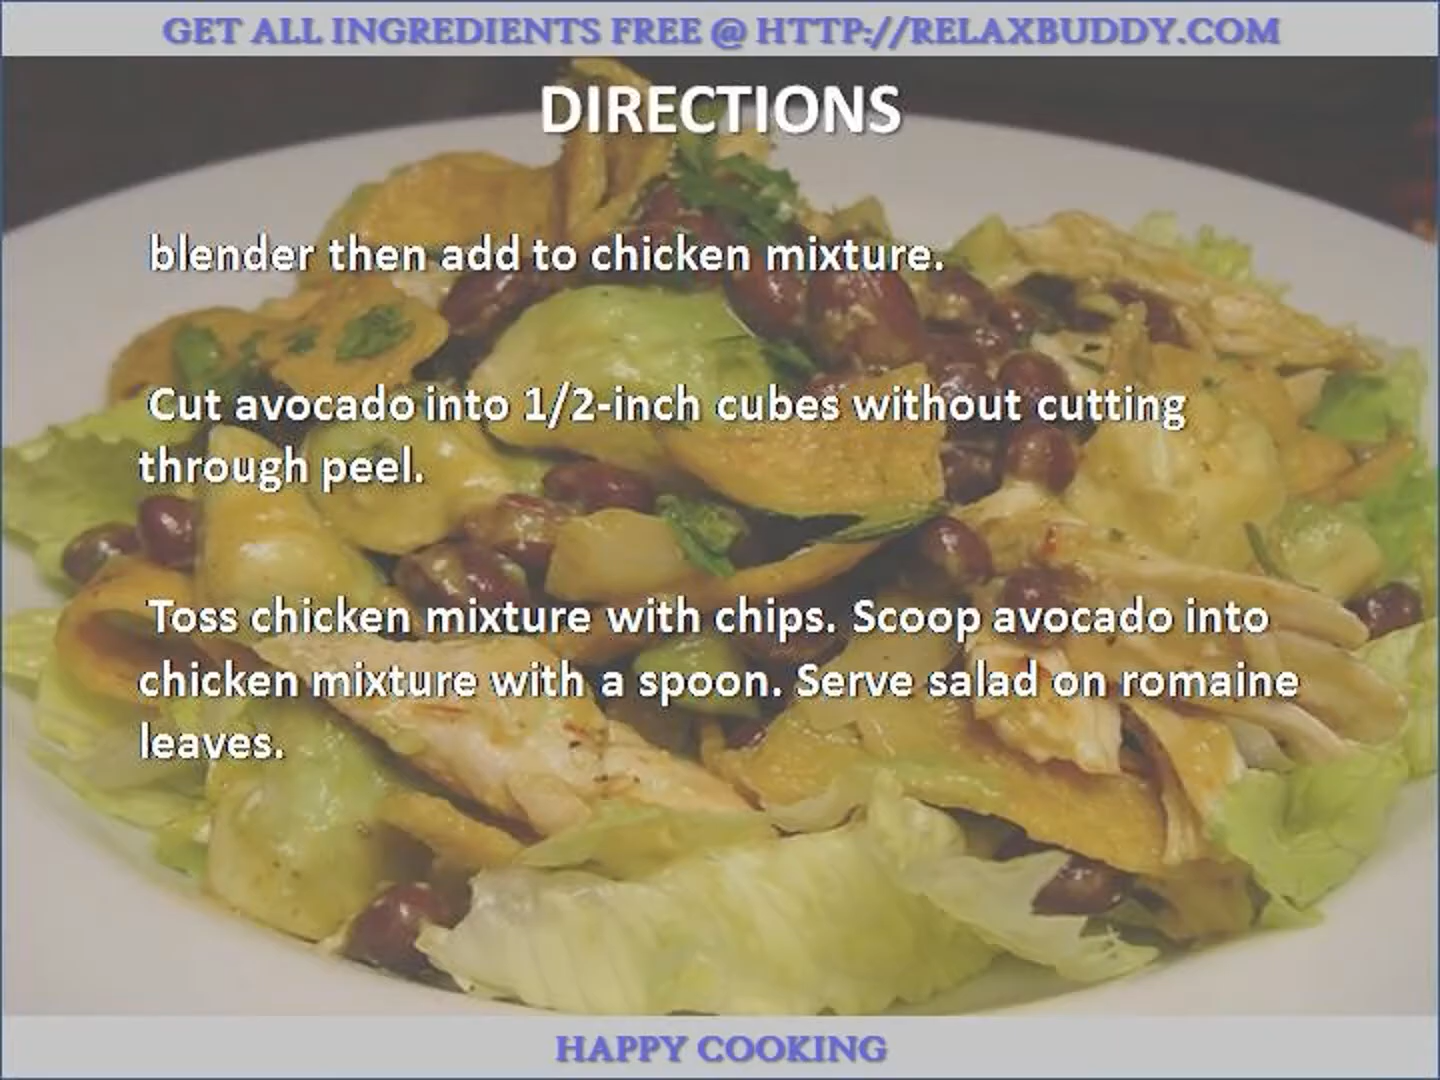 GET ALL INGREDIENTS FREE @ HTTP://RELAXBUDDY.COM
DIRECTIONS
blender then add to chicken mixture.
Cut avocado into 1/2-inch cubes without cutting
through peel.
Toss chicken mixture with chips. Scoop avocado into
chicken mixture with a spoon. Serve salad on romaine
leaves.
HAPPY COOKING